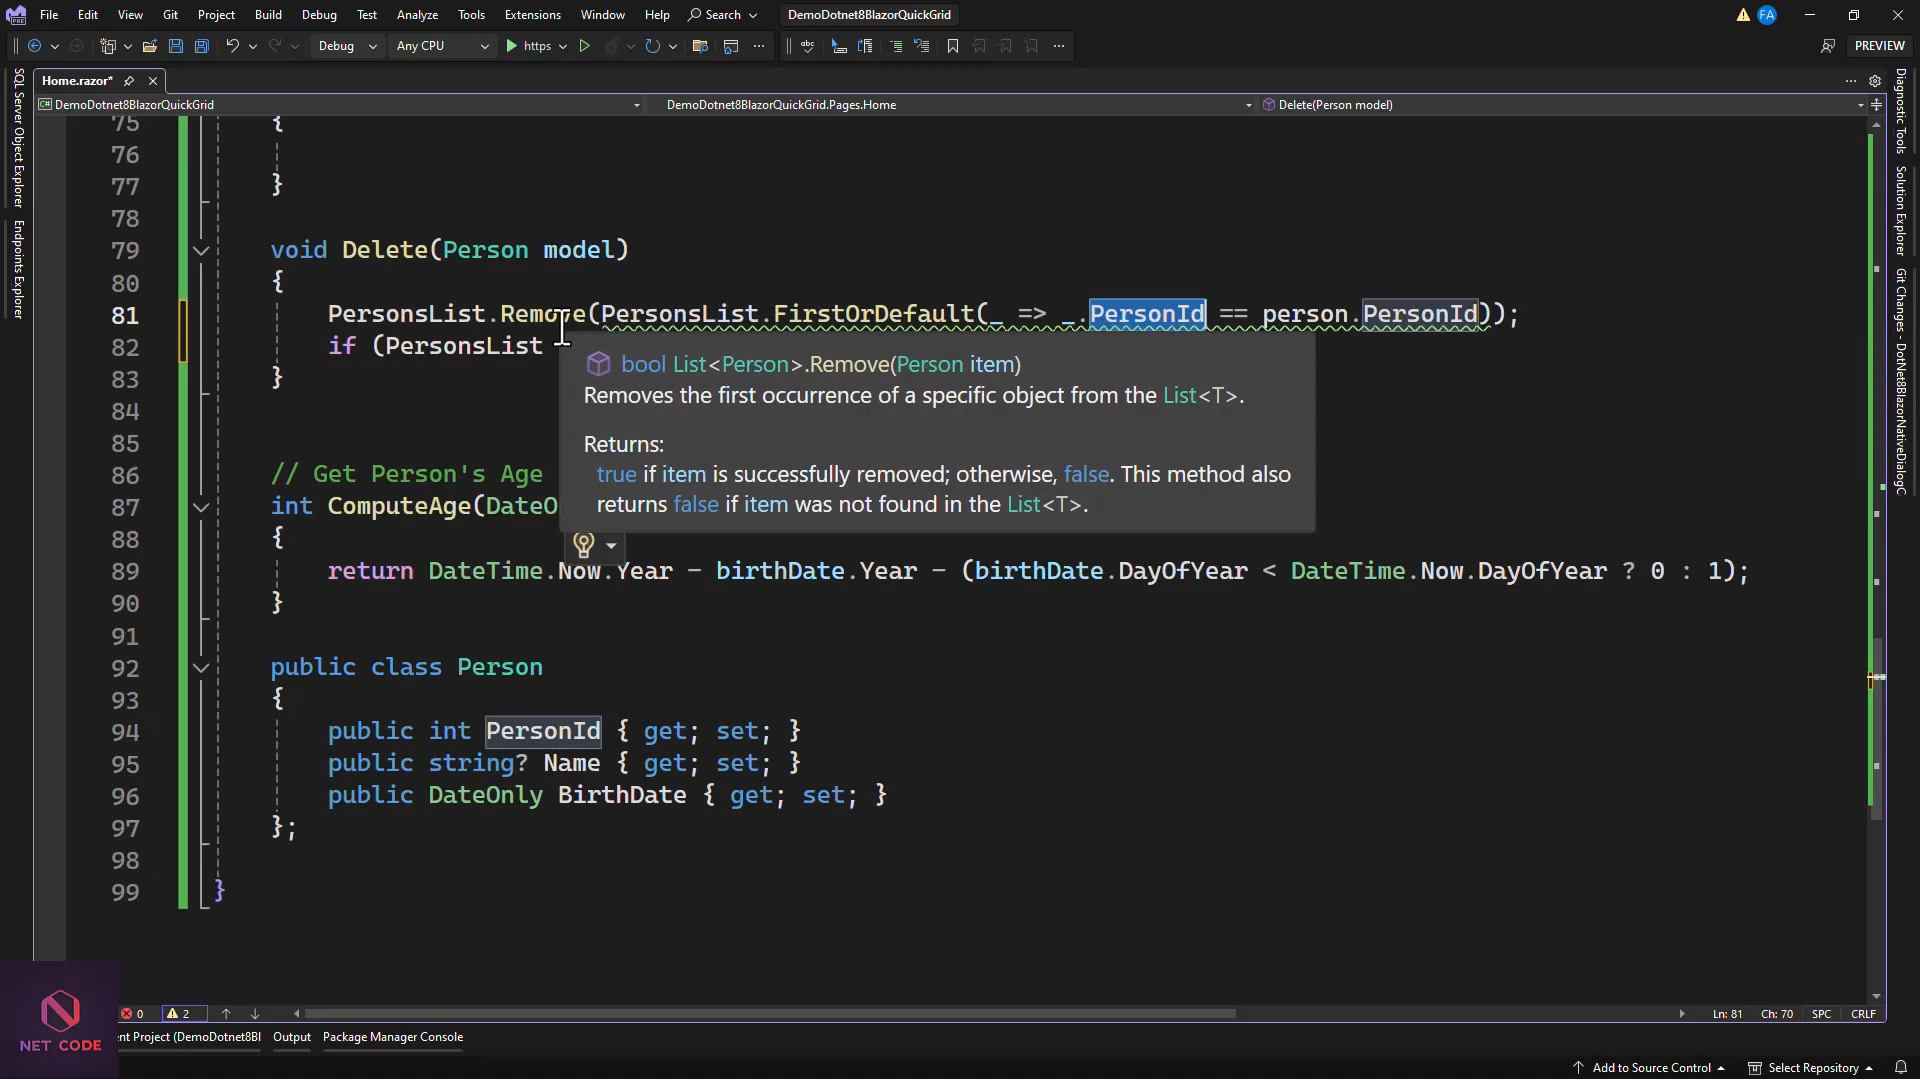 File Edit View Git Project Build Debug Test Analyze Tools Extensions Window Help Search DemoDotnet8BlazorQuickGrid FA
Debug Any CPU https PREVIEW
Home.razor*
DemoDotnet8BlazorQuickGrid DemoDotnet8BlazorQuickGrid.Pages.Home Delete(Person model)
SQL Server Object Explorer
Endpoints Explorer
Diagnostic Tools
Solution Explorer
Git Changes - DotNet8BlazorNativeDialogC
75 {
76
77 }
78
79 void Delete(Person model)
80 {
81 PersonsList.Remove(PersonsList.FirstOrDefault(_ => _.PersonId == person.PersonId));
82 if (PersonsList
83 }
84
85
86 // Get Person's Age
87 int ComputeAge(DateO
88 {
89 return DateTime.Now.Year - birthDate.Year - (birthDate.DayOfYear < DateTime.Now.DayOfYear ? 0 : 1);
90 }
91
92 public class Person
93 {
94 public int PersonId { get; set; }
95 public string? Name { get; set; }
96 public DateOnly BirthDate { get; set; }
97 };
98
99 }
bool List<Person>.Remove(Person item)
Removes the first occurrence of a specific object from the List<T>.
Returns:
true if item is successfully removed; otherwise, false. This method also
returns false if item was not found in the List<T>.
0 2 Ln: 81 Ch: 70 SPC CRLF
ent Project (DemoDotnet8Bl Output Package Manager Console
NET CODE
Add to Source Control Select Repository